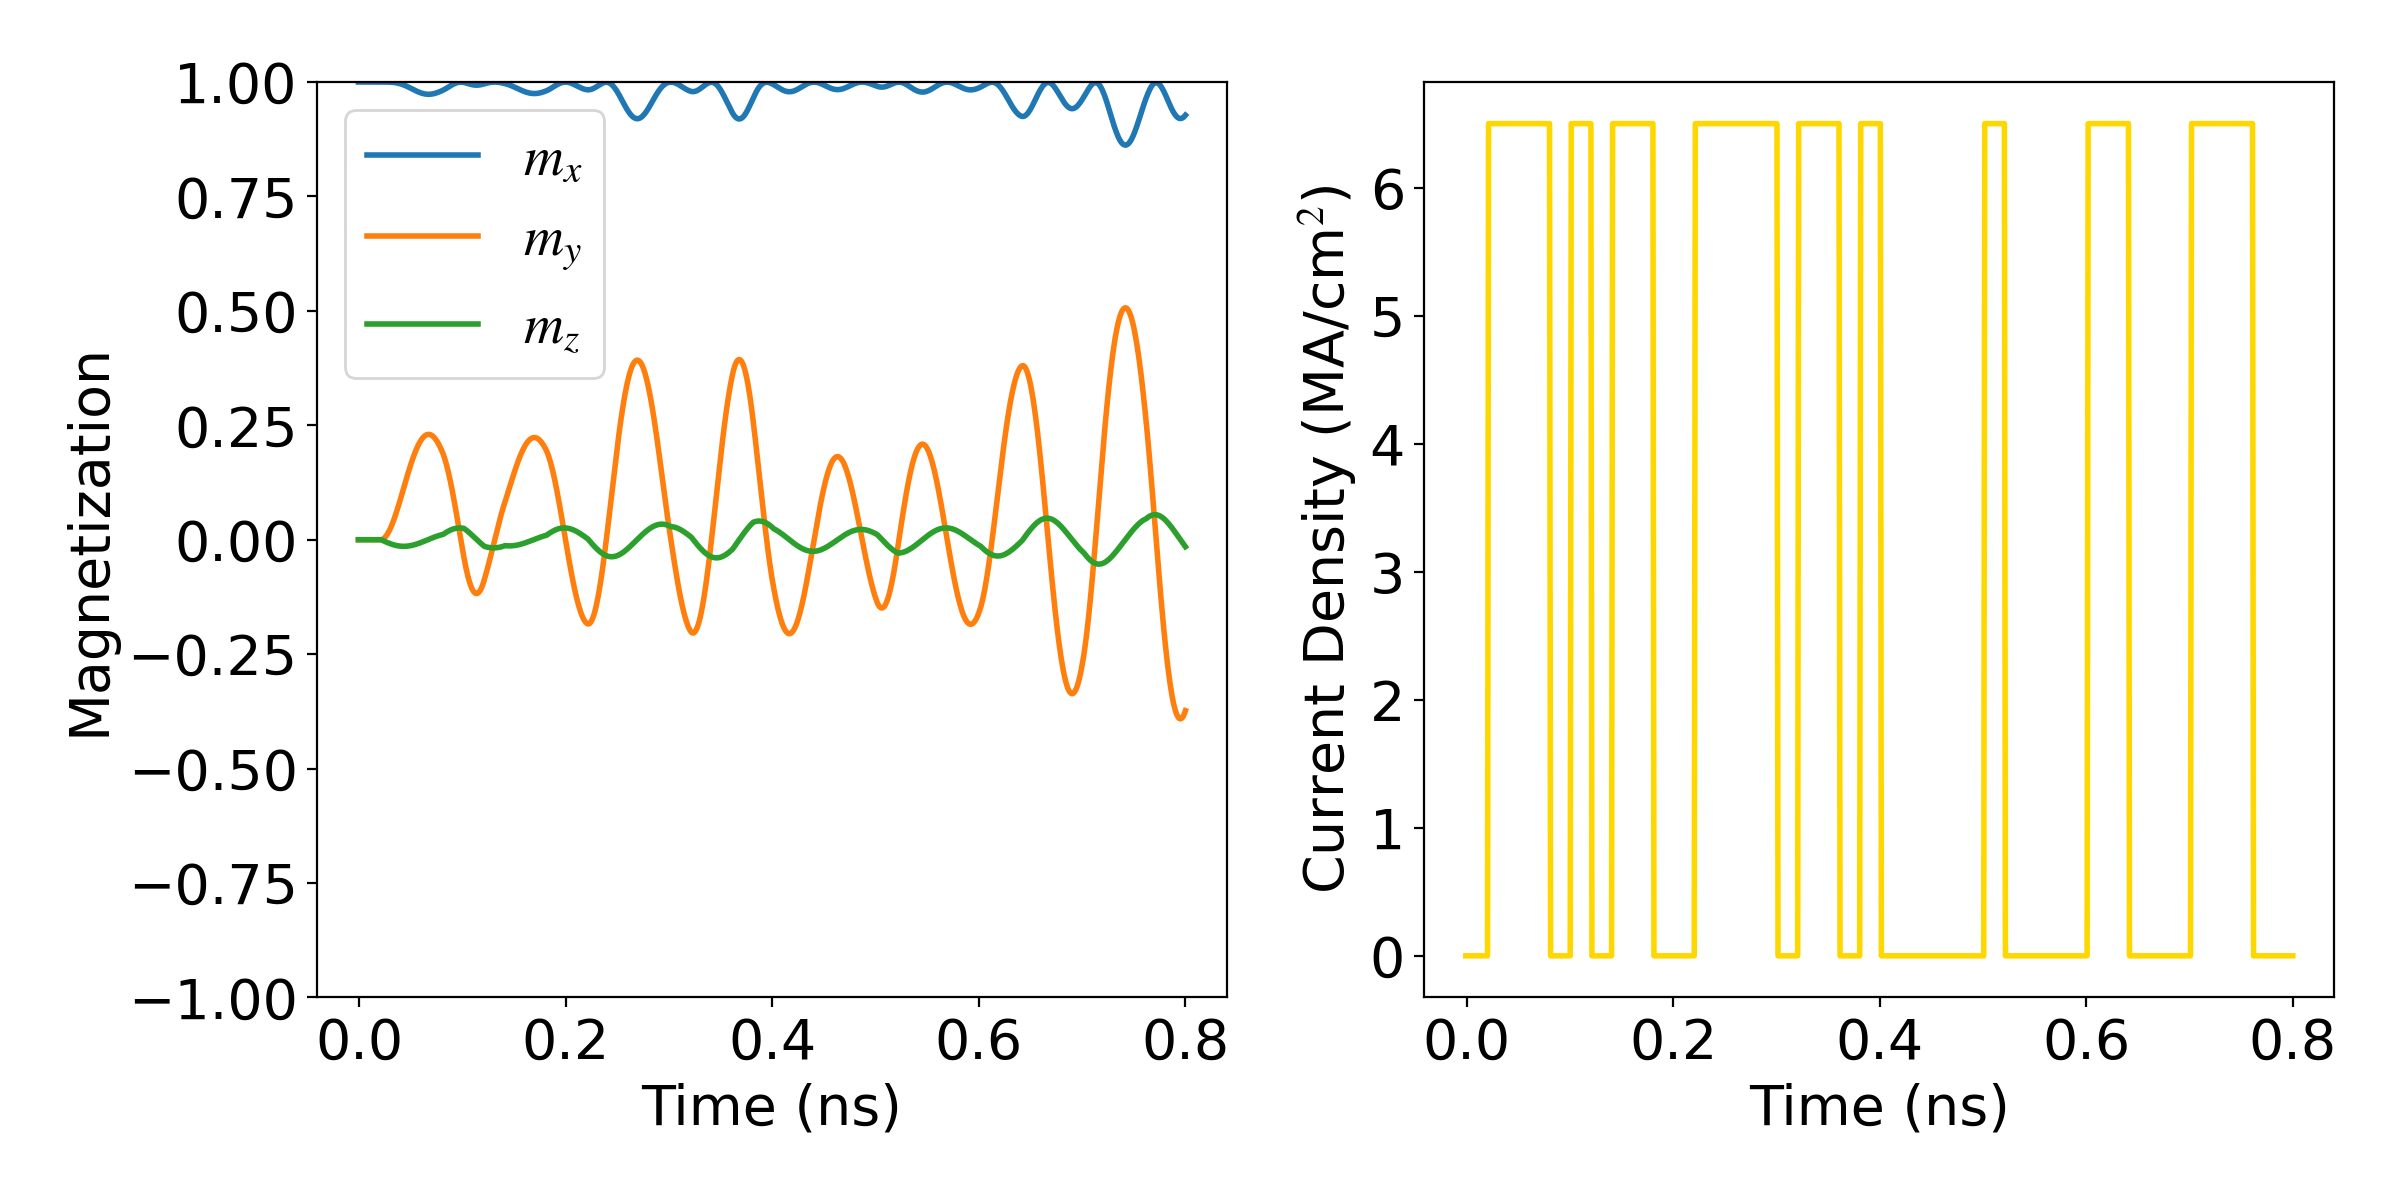 1.00
0.75
0.50
0.25
0.00
−0.25
−0.50
−0.75
−1.00
Magnetization
m_x
m_y
m_z
0.0 0.2 0.4 0.6 0.8
Time (ns)
6
5
4
3
2
1
0
Current Density (MA/cm²)
0.0 0.2 0.4 0.6 0.8
Time (ns)